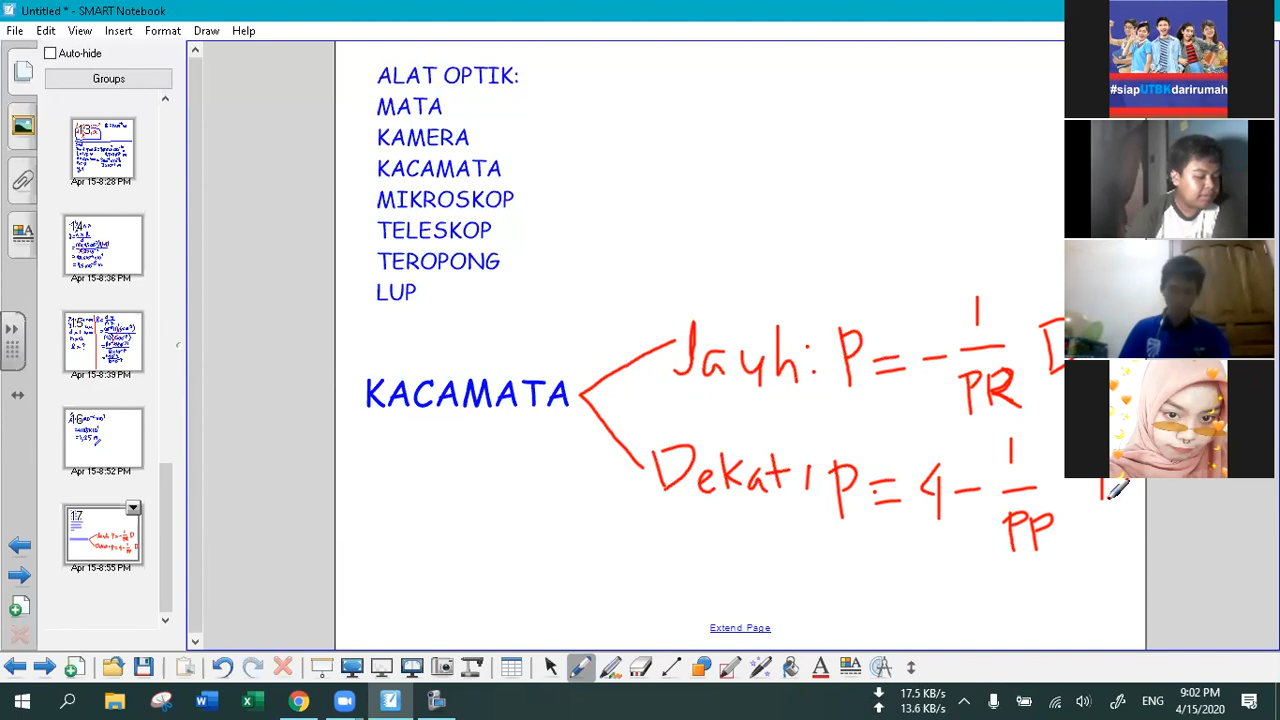 Untitled * - SMART Notebook
File Edit View Insert Format Draw Help
Auto-hide
Groups
Apr 15-8:28 PM
Apr 15-8:36 PM
Apr 15-8:39 PM
Apr 15-8:52 PM
Apr 15-8:55 PM
ALAT OPTIK:
MATA
KAMERA
KACAMATA
MIKROSKOP
TELESKOP
TEROPONG
LUP
KACAMATA
Jauh: P = - 1/PR D
Dekat: P = 4 - 1/PP
Extend Page
#siapUTBKdarirumah
17.5 KB/s
13.6 KB/s
ENG
9:02 PM
4/15/2020